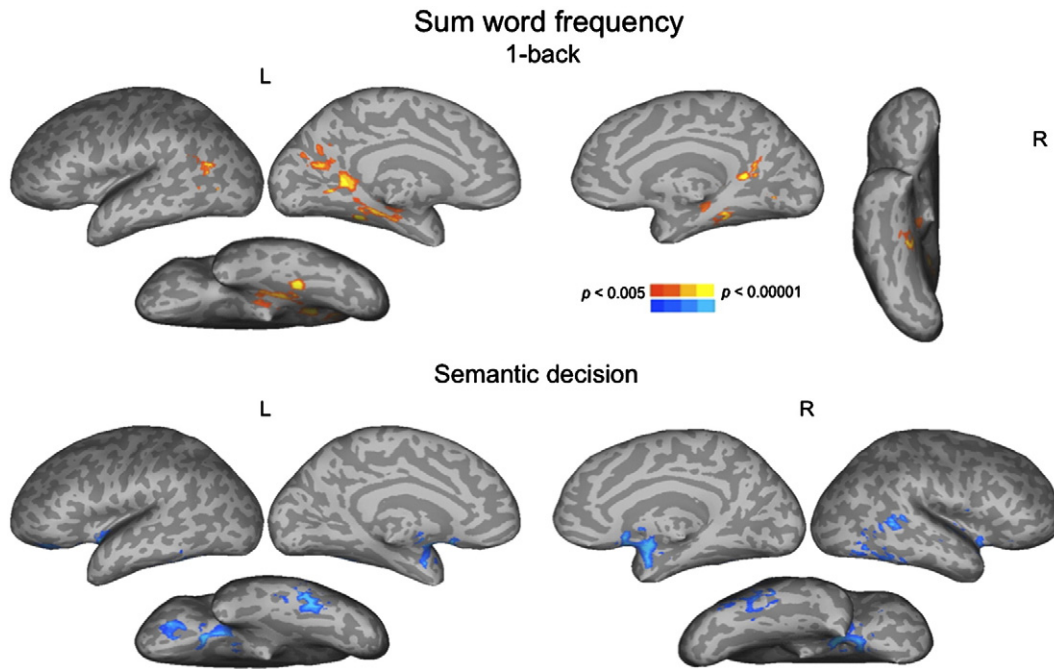 Sum word frequency
1-back
L
R
p < 0.005 p < 0.00001
Semantic decision
L R